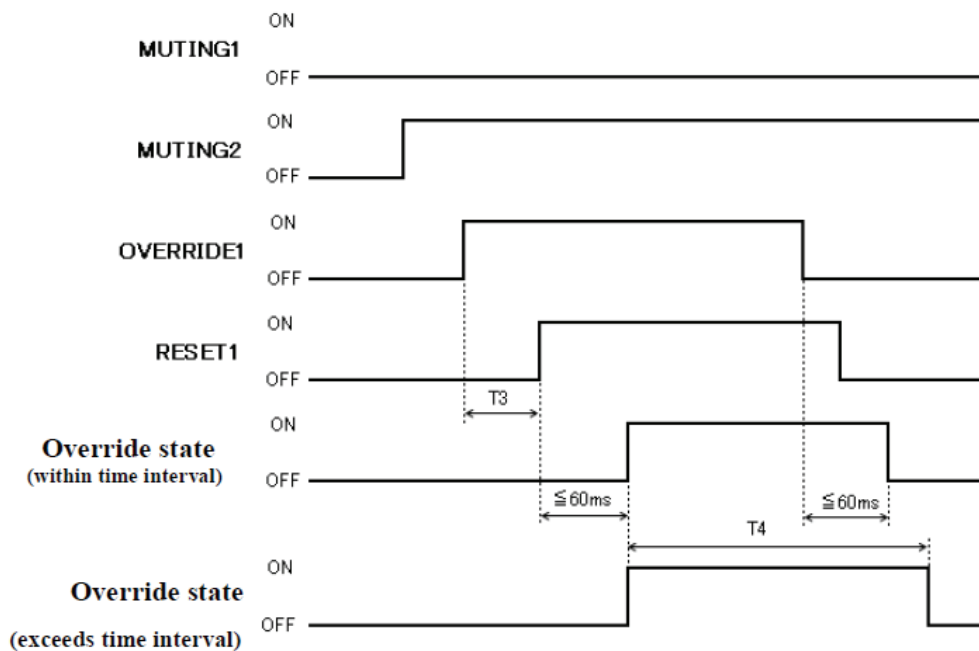 ON
MUTING1
OFF
ON
MUTING2
OFF
ON
OVERRIDE1
OFF
ON
RESET1
OFF
T3
ON
Override state
(within time interval)
OFF
≦60ms
≦60ms
T4
ON
Override state
OFF
(exceeds time interval)